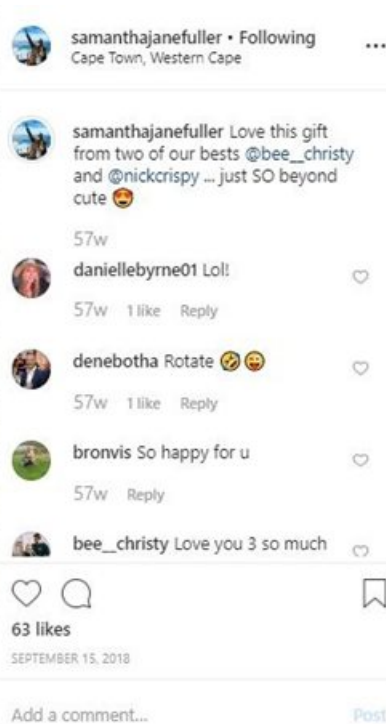 samanthajanefuller • Following
Cape Town, Western Cape
samanthajanefuller Love this gift
from two of our bests @bee__christy
and @nickcrispy ... just SO beyond
cute 😍
57w
daniellebyrne01 Lol!
57w 1 like Reply
denebotha Rotate 🤣😜
57w 1 like Reply
bronvis So happy for u
57w Reply
bee__christy Love you 3 so much
63 likes
SEPTEMBER 15, 2018
Add a comment... Post